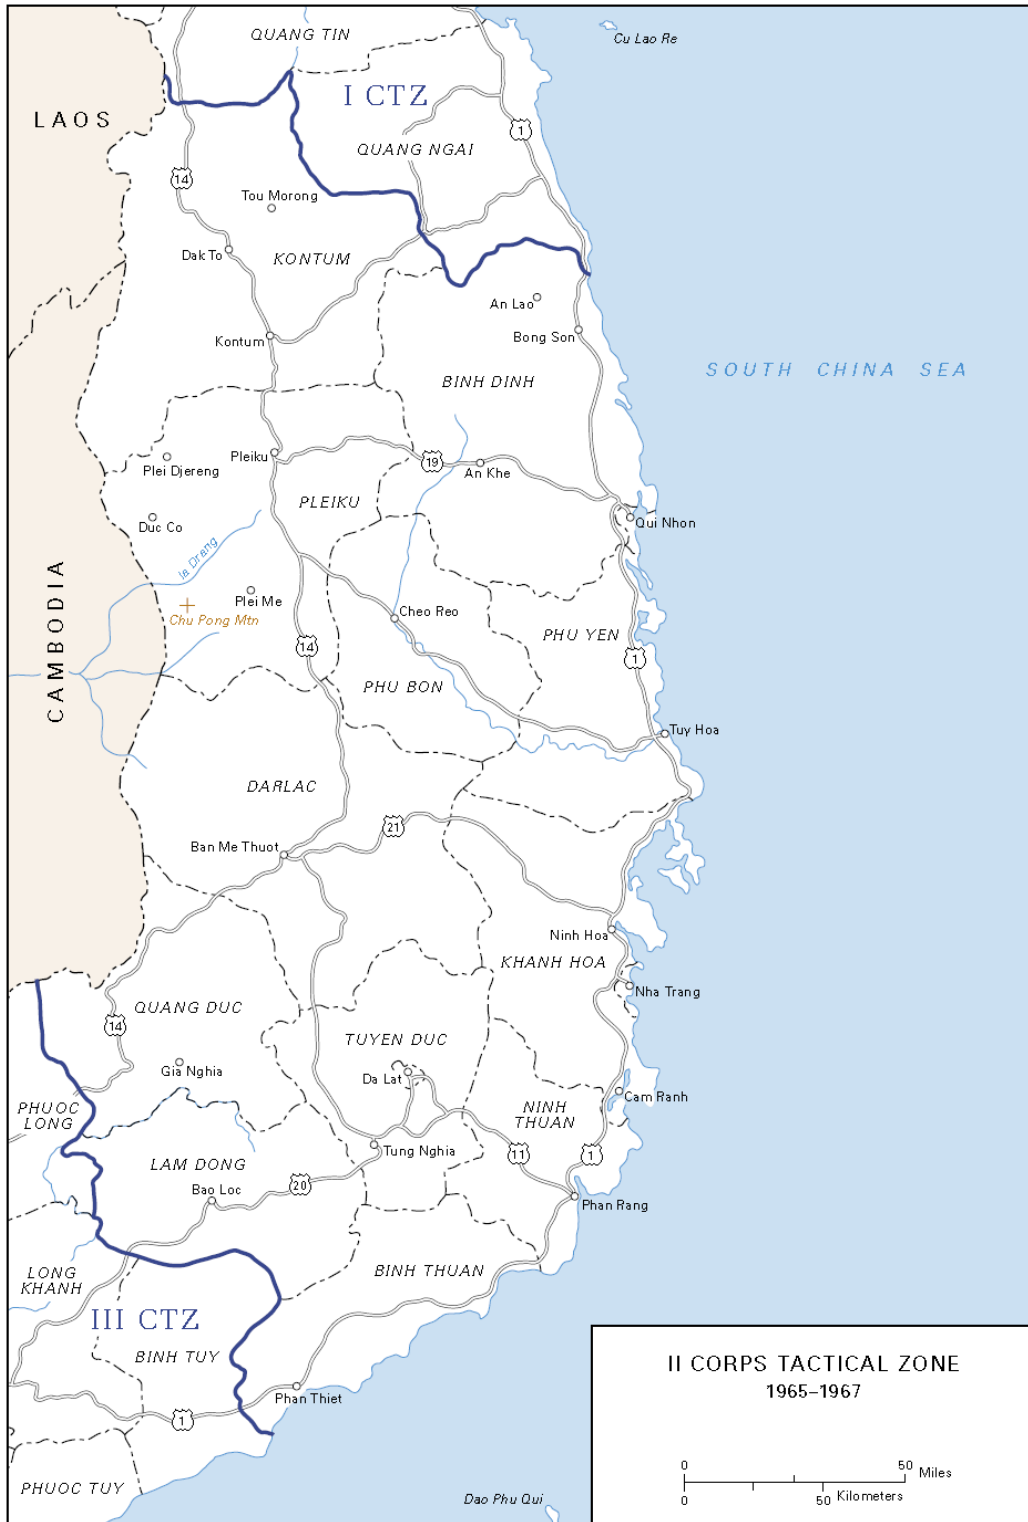 QUANG TIN
Cu Lao Re
I CTZ
LAOS
1
QUANG NGAI
14
Tou Morong
Dak To
KONTUM
An Lao
Bong Son
Kontum
SOUTH CHINA SEA
BINH DINH
Pleiku
19
Plei Djereng
An Khe
PLEIKU
Duc Co
Qui Nhon
Ia Drang
CAMBODIA
Plei Me
Cheo Reo
Chu Pong Mtn
PHU YEN
14
1
PHU BON
Tuy Hoa
DARLAC
21
Ban Me Thuot
Ninh Hoa
KHANH HOA
Nha Trang
QUANG DUC
14
TUYEN DUC
Gia Nghia
Da Lat
Cam Ranh
PHUOC
LONG
NINH
THUAN
Tung Nghia
11
1
LAM DONG
20
Bao Loc
Phan Rang
LONG
KHANH
BINH THUAN
III CTZ
BINH TUY
Phan Thiet
1
PHUOC TUY
Dao Phu Qui
II CORPS TACTICAL ZONE
1965–1967
0 50 Miles
0 50 Kilometers